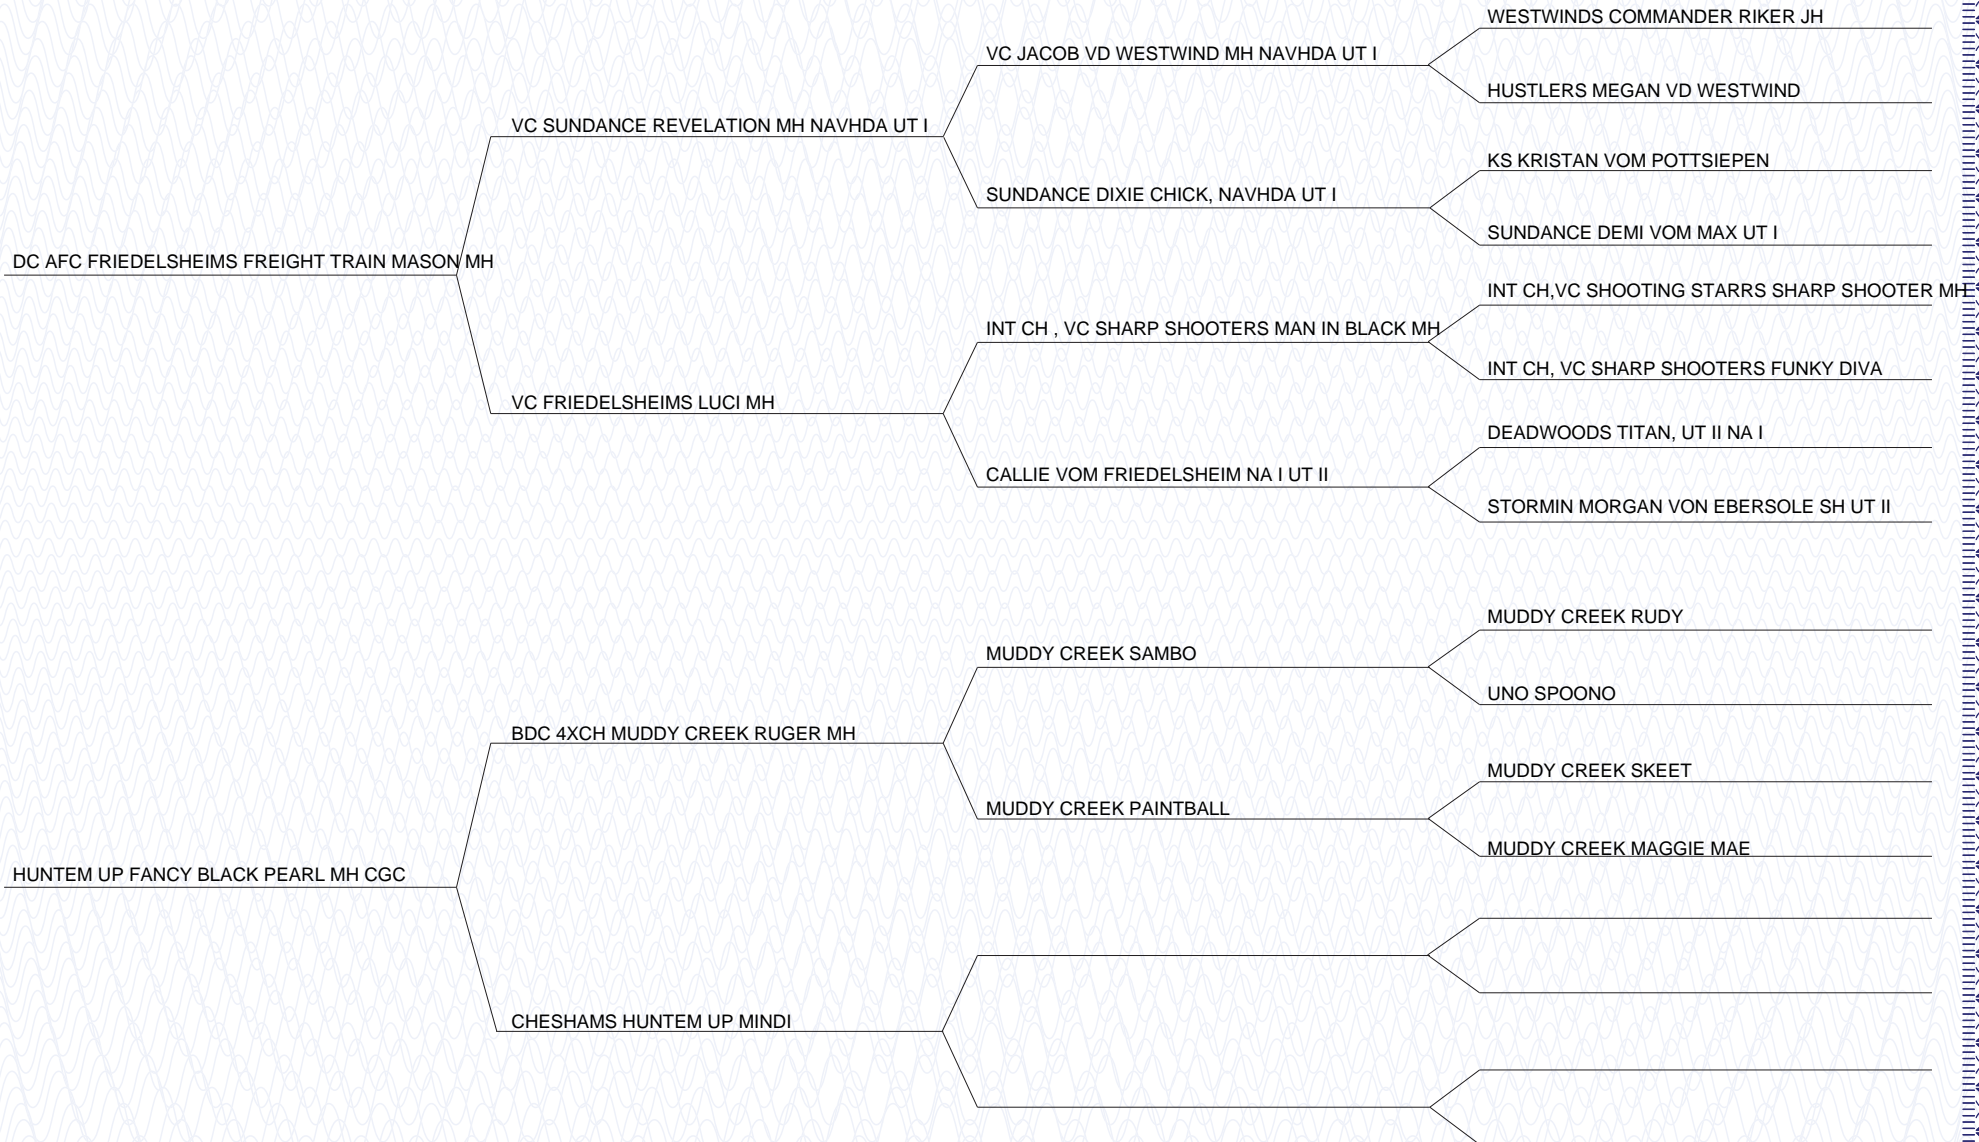 WESTWINDS COMMANDER RIKER JH
VC JACOB VD WESTWIND MH NAVHDA UT I
HUSTLERS MEGAN VD WESTWIND
VC SUNDANCE REVELATION MH NAVHDA UT I
KS KRISTAN VOM POTTSIEPEN
SUNDANCE DIXIE CHICK, NAVHDA UT I
SUNDANCE DEMI VOM MAX UT I
DC AFC FRIEDELSHEIMS FREIGHT TRAIN MASON MH
INT CH,VC SHOOTING STARRS SHARP SHOOTER MH
INT CH , VC SHARP SHOOTERS MAN IN BLACK MH
INT CH, VC SHARP SHOOTERS FUNKY DIVA
VC FRIEDELSHEIMS LUCI MH
DEADWOODS TITAN, UT II NA I
CALLIE VOM FRIEDELSHEIM NA I UT II
STORMIN MORGAN VON EBERSOLE SH UT II
MUDDY CREEK RUDY
MUDDY CREEK SAMBO
UNO SPOONO
BDC 4XCH MUDDY CREEK RUGER MH
MUDDY CREEK SKEET
MUDDY CREEK PAINTBALL
MUDDY CREEK MAGGIE MAE
HUNTEM UP FANCY BLACK PEARL MH CGC
CHESHAMS HUNTEM UP MINDI